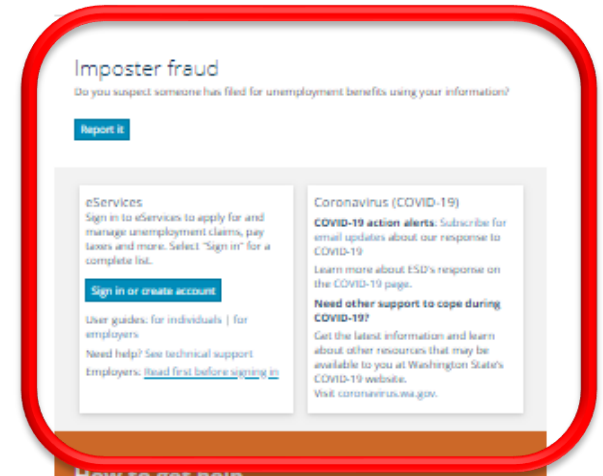 Imposter fraud
Do you suspect someone has filed for unemployment benefits using your information?
Report it
eServices
Sign in to eServices to apply for and
manage unemployment claims, pay
taxes and more. Select "Sign in" for a
complete list.
Sign in or create account
User guides: for individuals | for
employers
Need help? See technical support
Employers: Read first before signing in
Coronavirus (COVID-19)
COVID-19 action alerts: Subscribe for
email updates about our response to
COVID-19
Learn more about ESD's response on
the COVID-19 page.
Need other support to cope during
COVID-19?
Get the latest information and learn
about other resources that may be
available to you at Washington State's
COVID-19 website.
Visit coronavirus.wa.gov.
How to get help